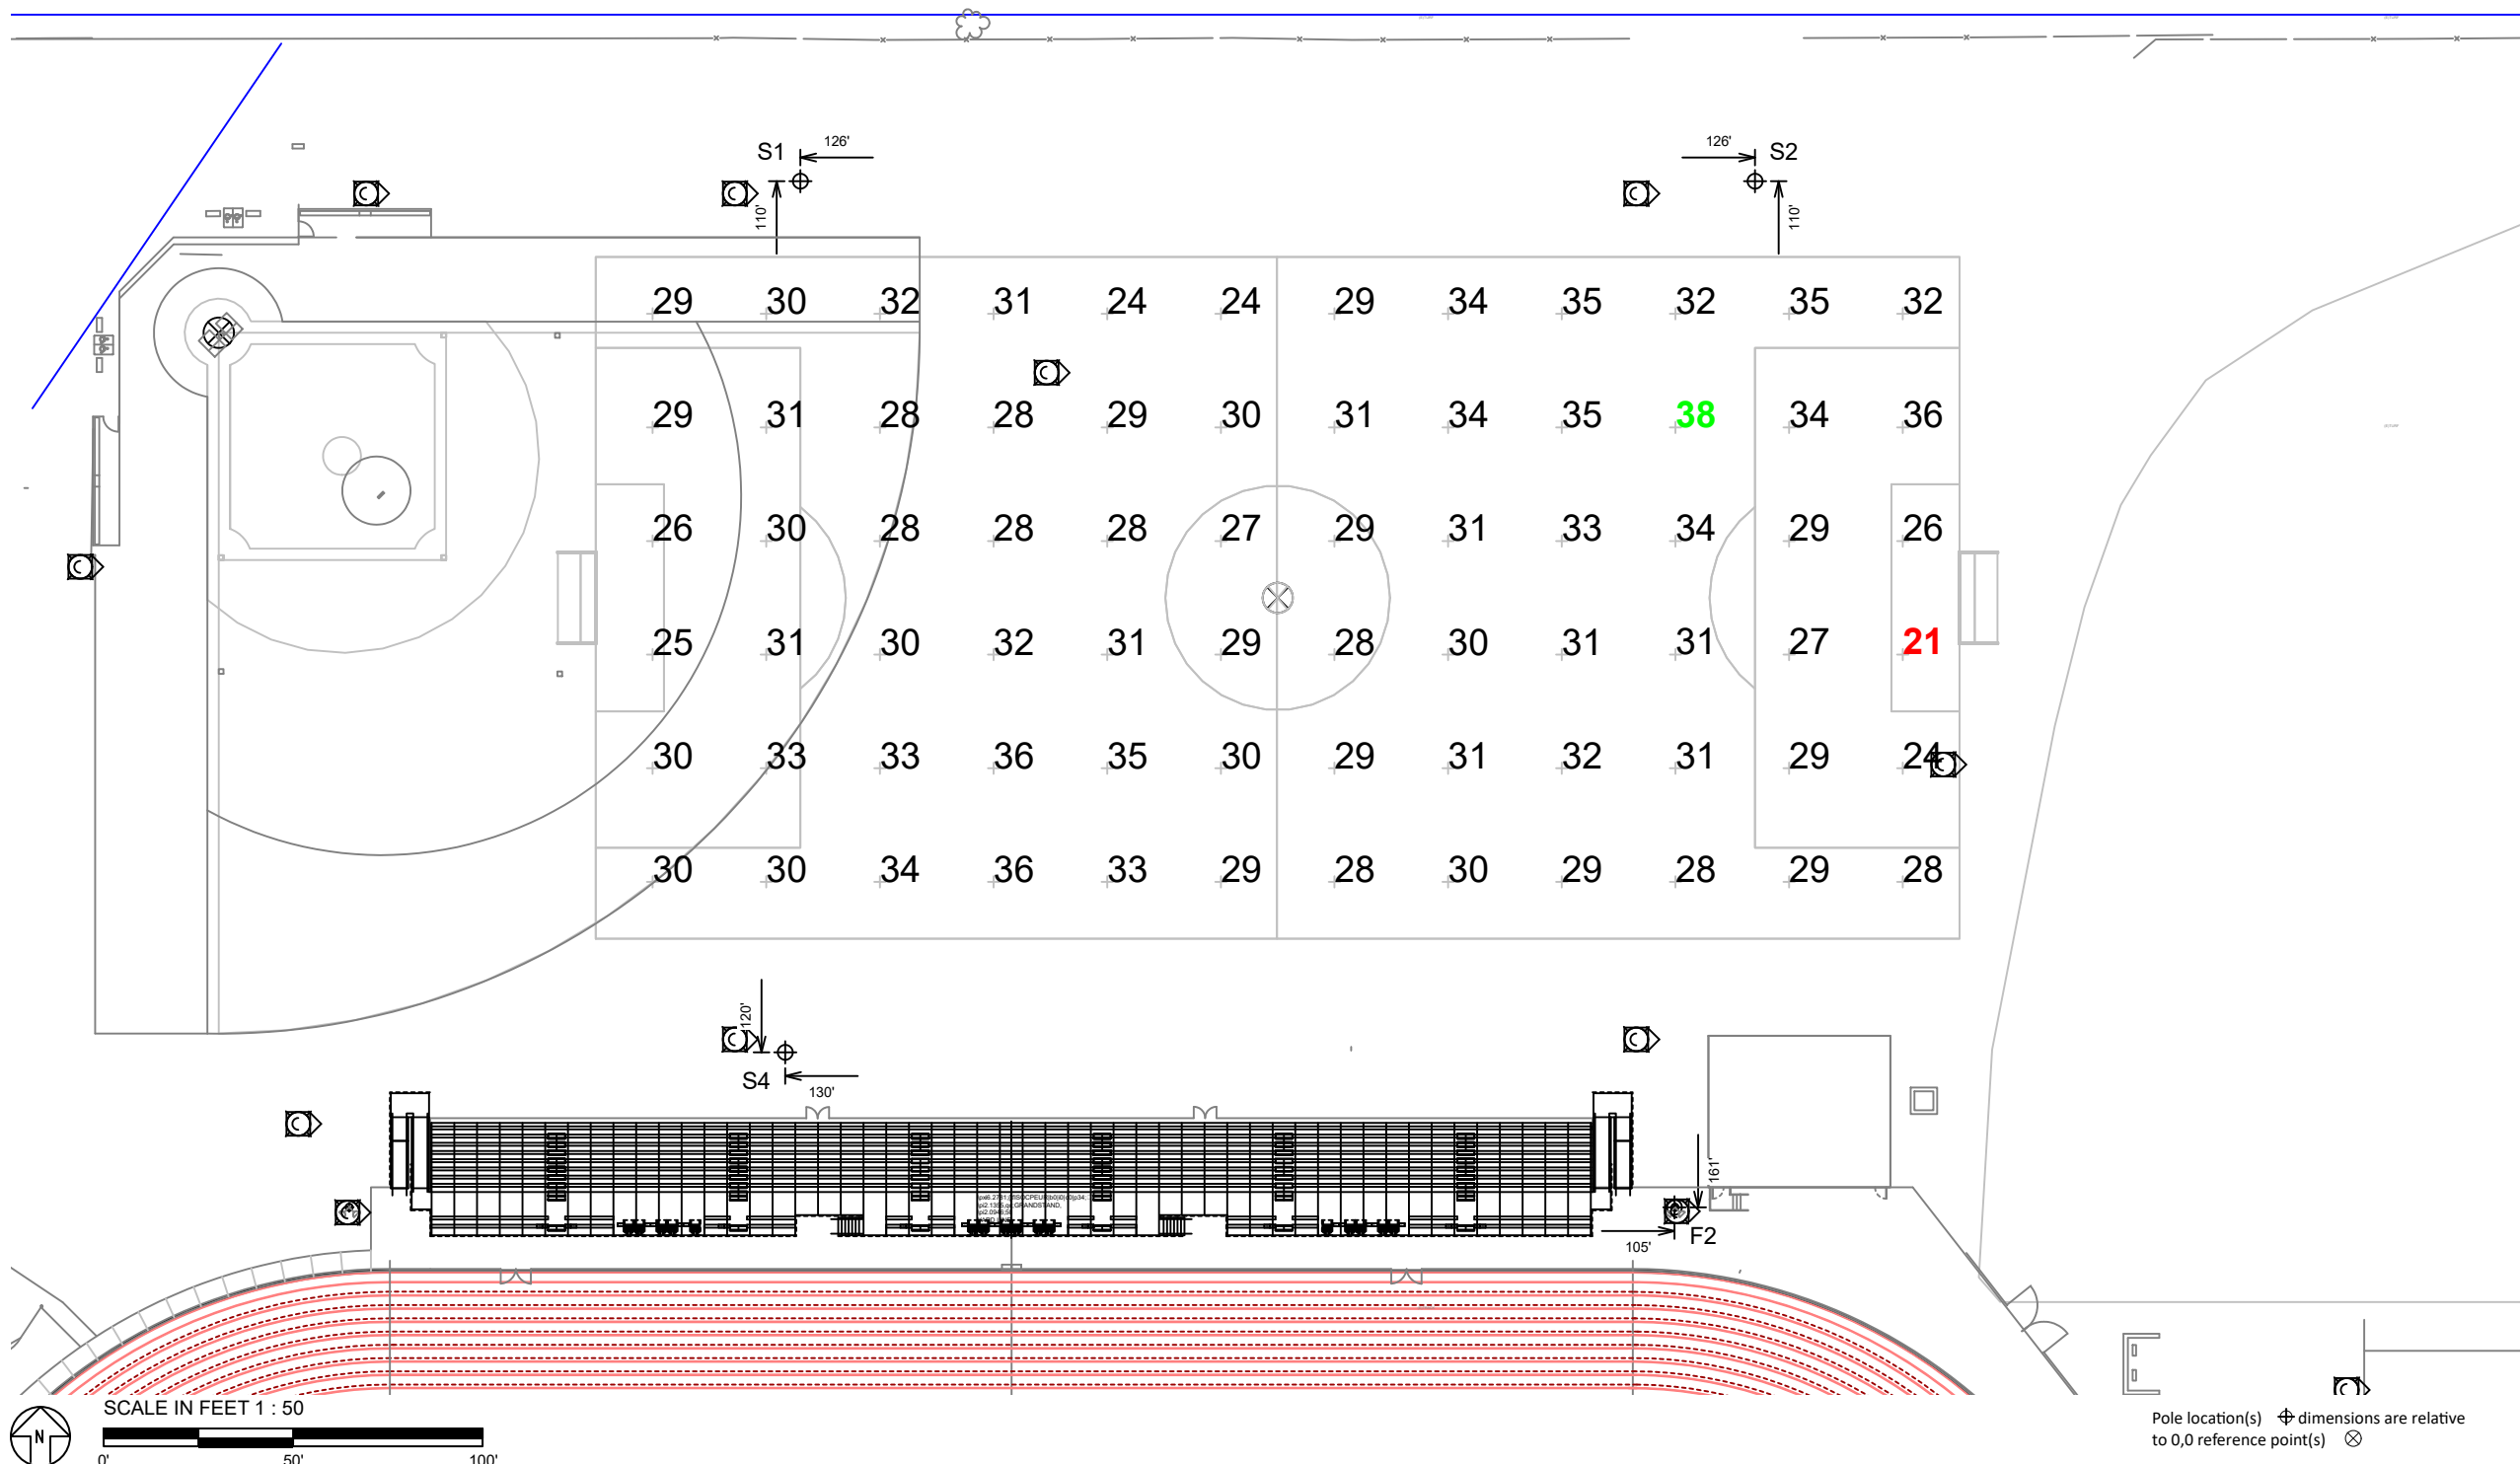 S1 126' 126' S2
110' 110'
29 30 32 31 24 24 29 34 35 32 35 32
29 31 28 28 29 30 31 34 35 38 34 36
26 30 28 28 28 27 29 31 33 34 29 26
25 31 30 32 31 29 28 30 31 31 27 21
30 33 33 36 35 30 29 31 32 31 29 24
30 30 34 36 33 29 28 30 29 28 29 28
120'
S4
130'
161'
F2
105'
SCALE IN FEET 1 : 50
N
0' 50' 100'
Pole location(s) dimensions are relative
to 0,0 reference point(s)